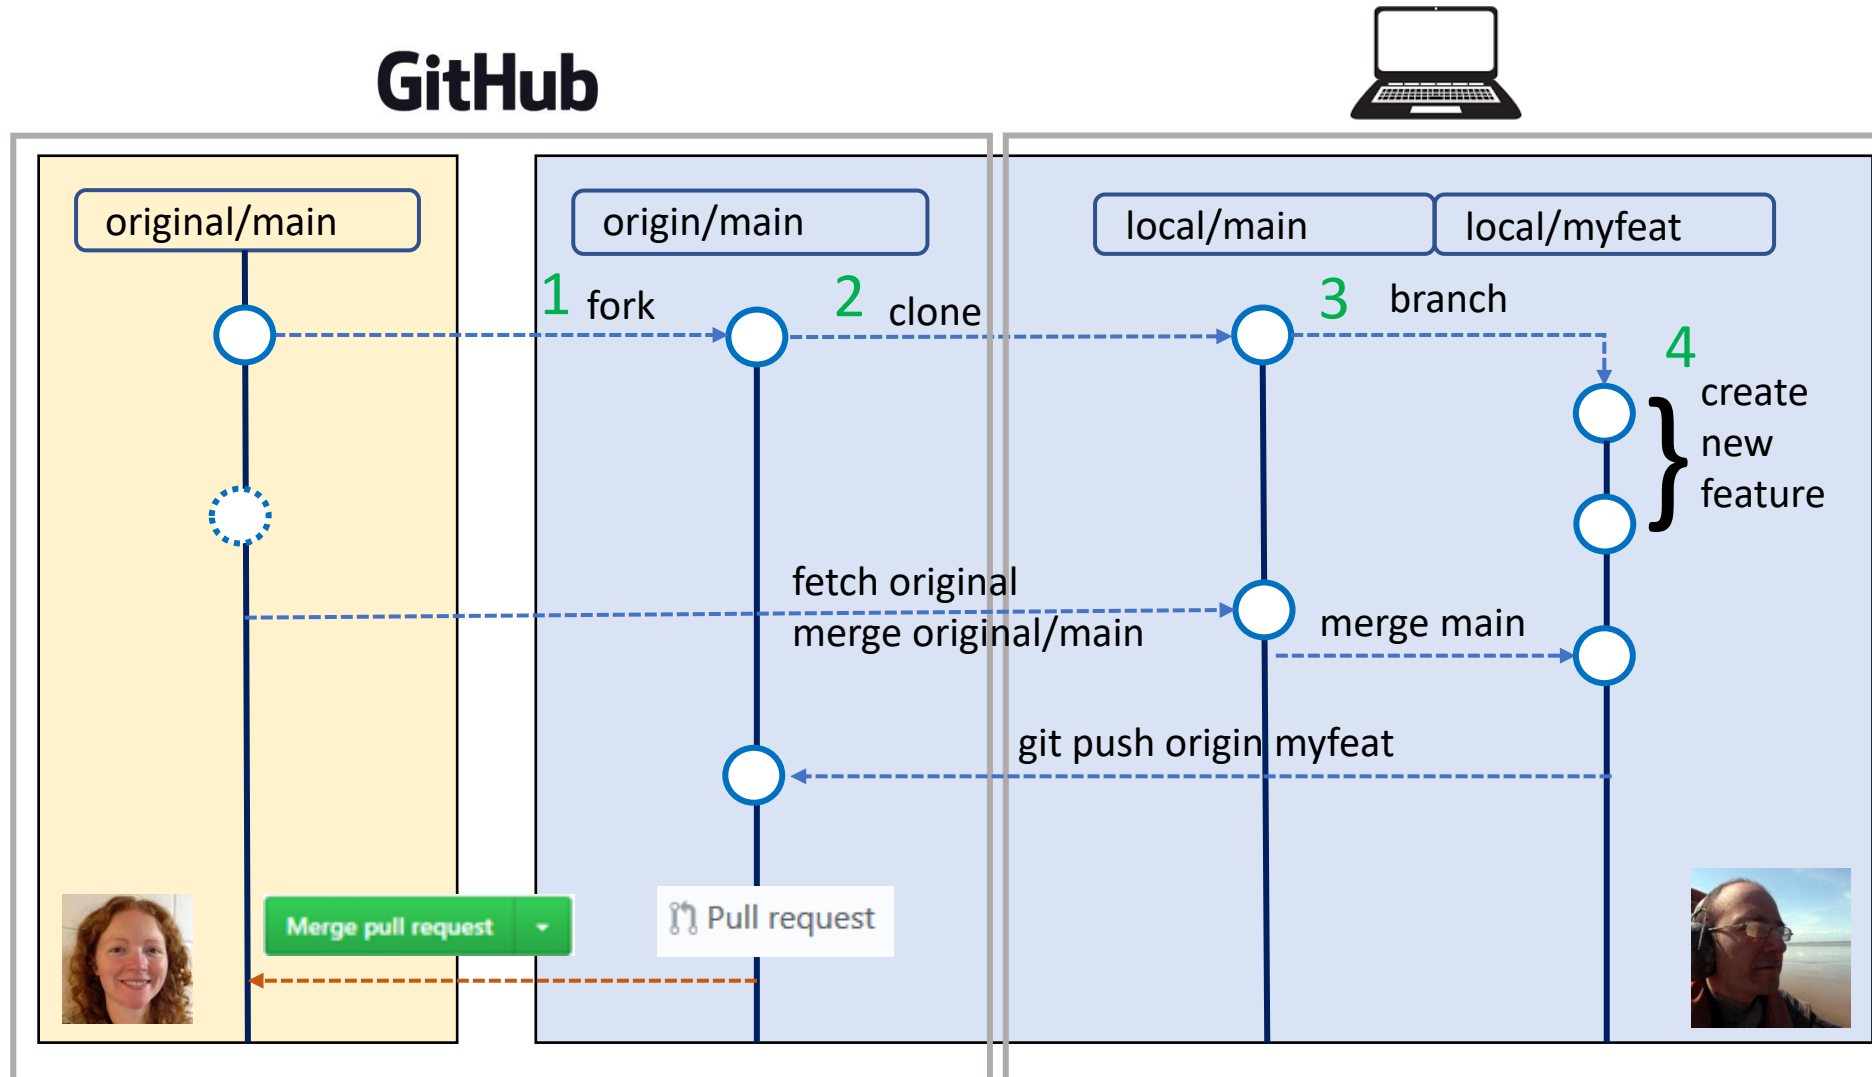 GitHub
original/main
origin/main
local/main
local/myfeat
1 fork
2 clone
3 branch
4
create
new
feature
fetch original
merge original/main
merge main
git push origin myfeat
Merge pull request
Pull request